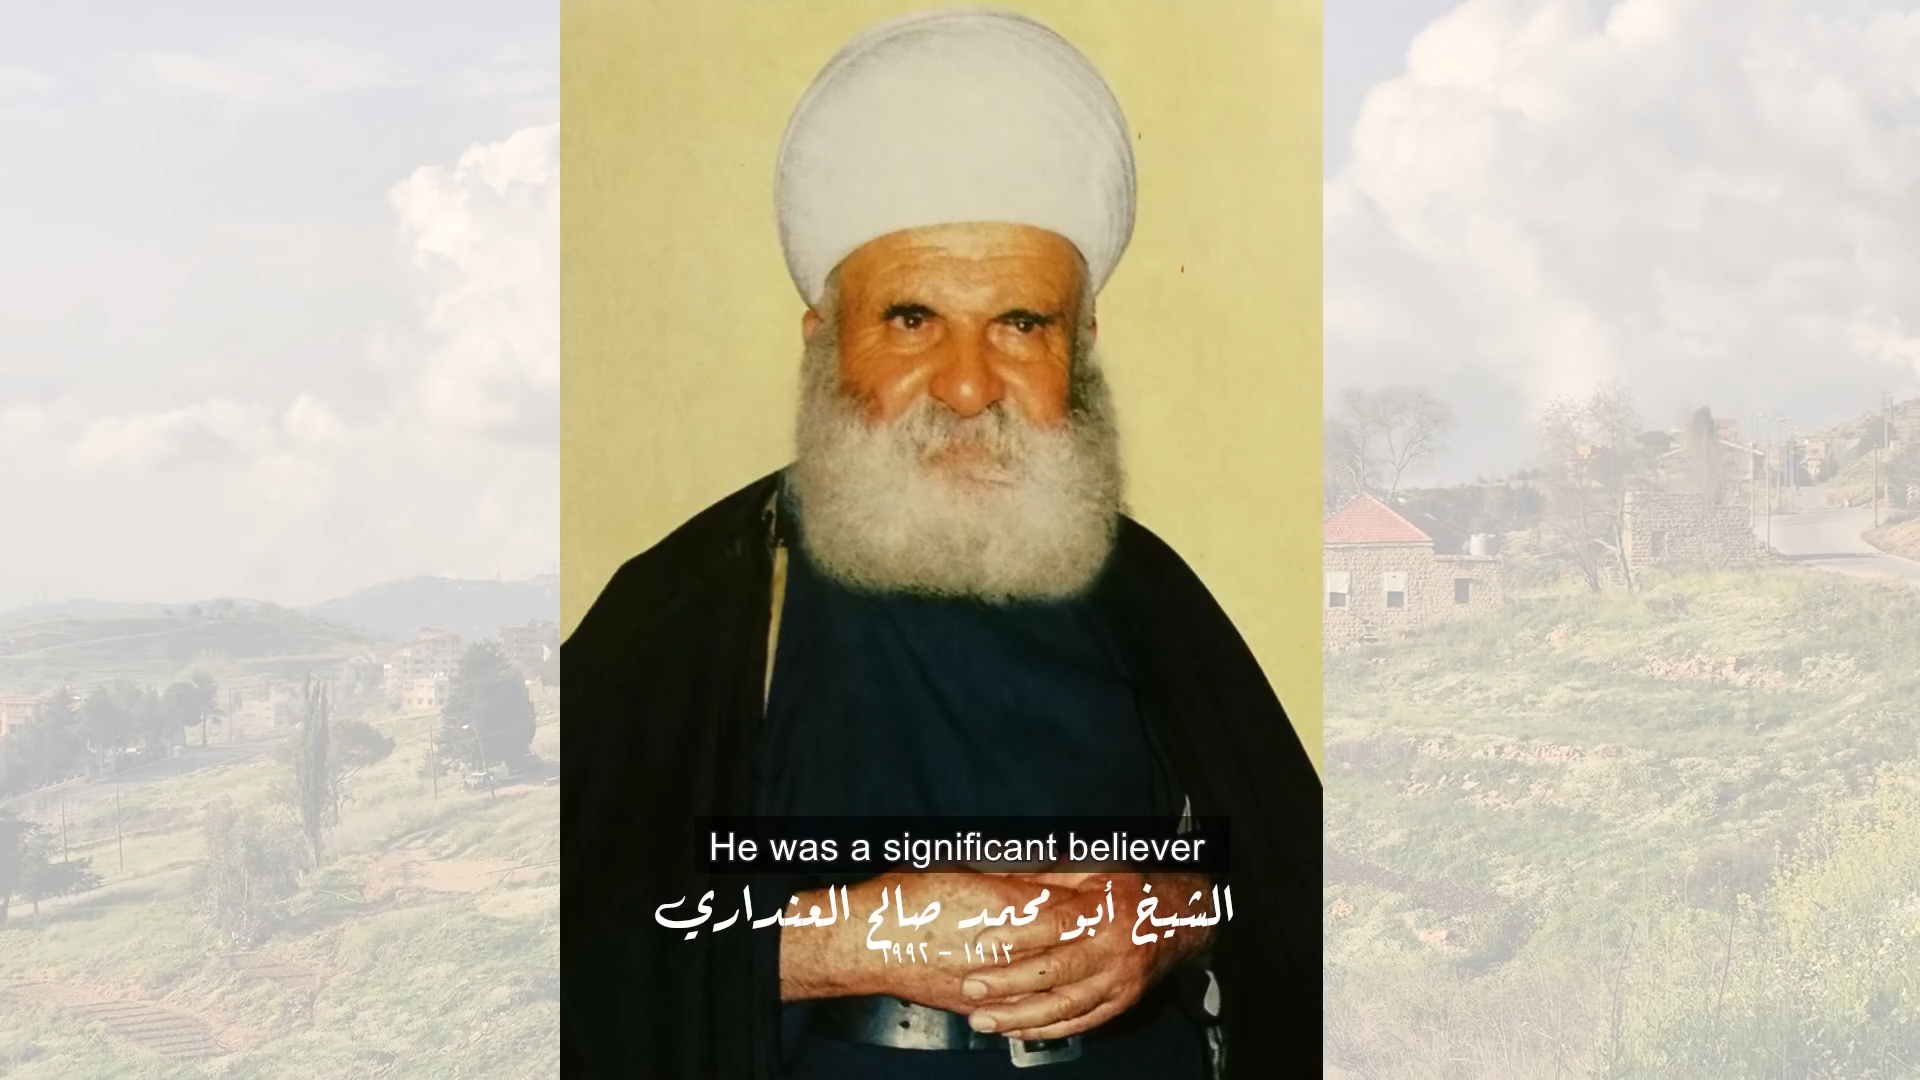 He was a significant believer
الشيخ أبو محمد صالح العنداري
١٩١٣ – ١٩٩٢